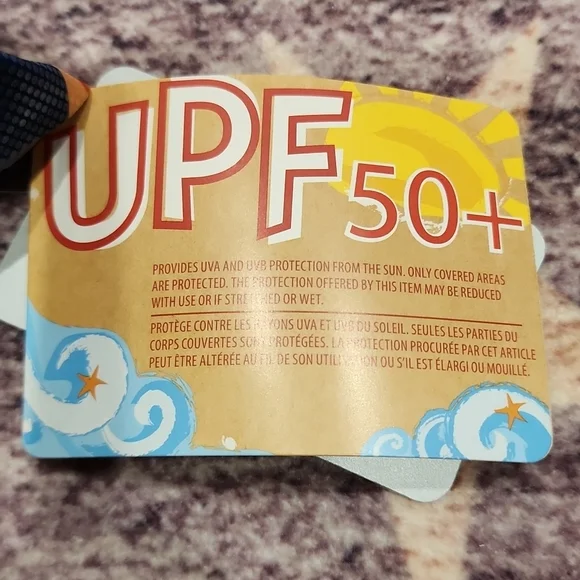 UPF 50+
PROVIDES UVA AND UVB PROTECTION FROM THE SUN. ONLY COVERED AREAS
ARE PROTECTED. THE PROTECTION OFFERED BY THIS ITEM MAY BE REDUCED
WITH USE OR IF STRETCHED OR WET.
PROTÈGE CONTRE LES RAYONS UVA ET UVB DU SOLEIL. SEULES LES PARTIES DU
CORPS COUVERTES SONT PROTÉGÉES. LA PROTECTION PROCURÉE PAR CET ARTICLE
PEUT ÊTRE ALTÉRÉE AU FIL DE SON UTILISATION OU S'IL EST ÉLARGI OU MOUILLÉ.